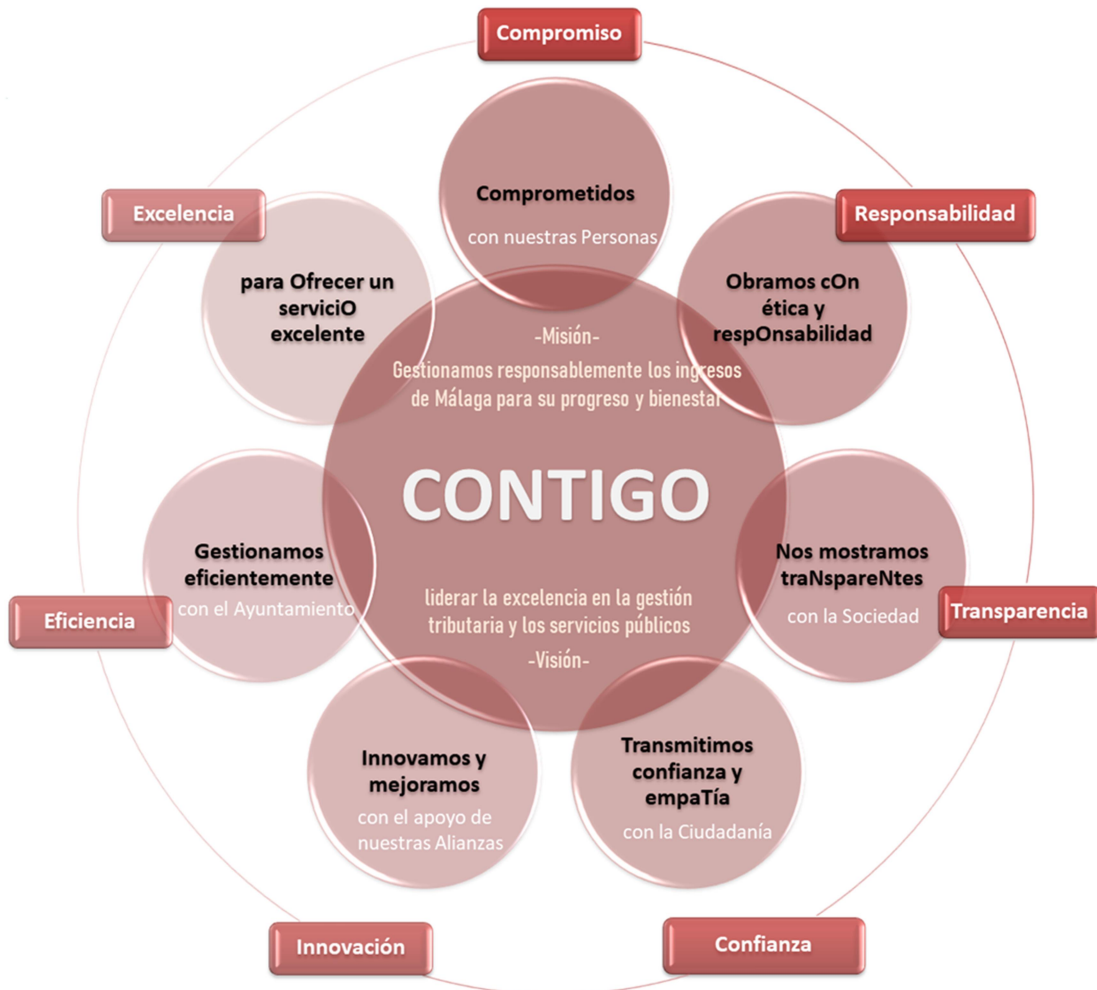 Compromiso
Comprometidos
con nuestras Personas
Responsabilidad
Obramos cOn
ética y
respOnsabilidad
Transparencia
Nos mostramos
traNspareNtes
con la Sociedad
Confianza
Transmitimos
confianza y
empaTía
con la Ciudadanía
Innovación
Innovamos y
mejoramos
con el apoyo de
nuestras Alianzas
Eficiencia
Gestionamos
eficientemente
con el Ayuntamiento
Excelencia
para Ofrecer un
serviciO
excelente
-Misión-
Gestionamos responsablemente los ingresos
de Málaga para su progreso y bienestar
CONTIGO
liderar la excelencia en la gestión
tributaria y los servicios públicos
-Visión-